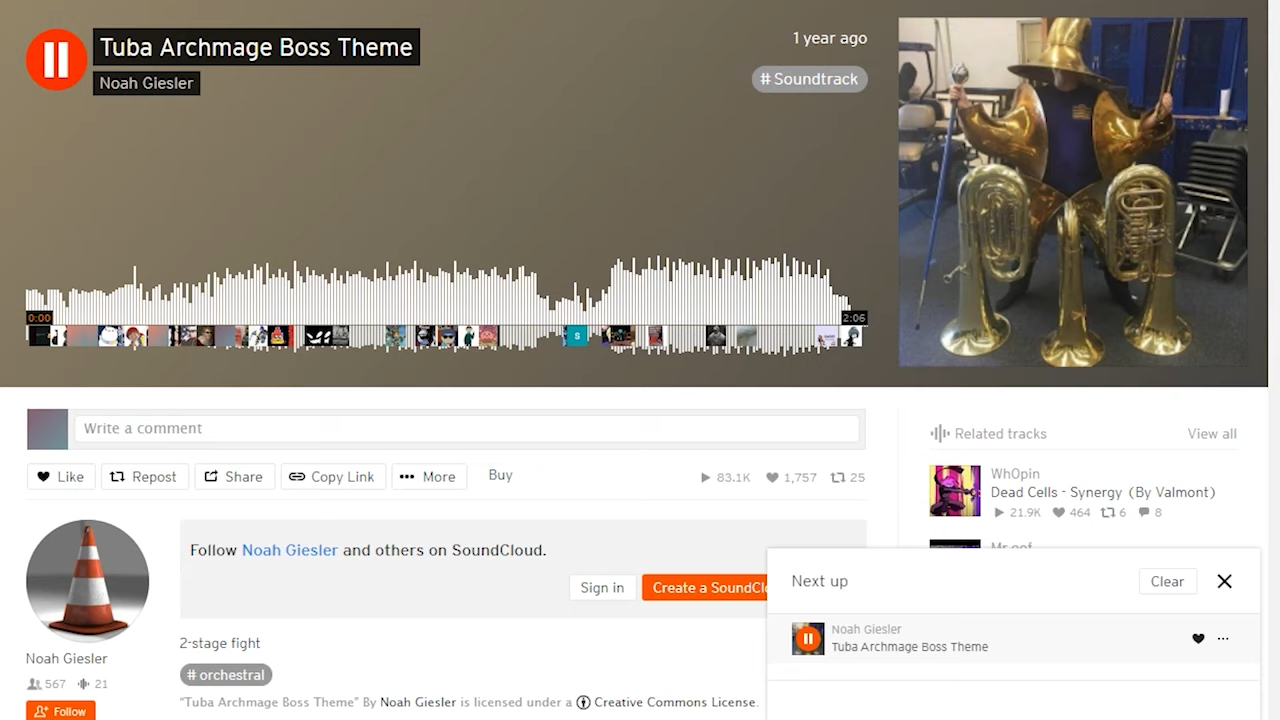 Tuba Archmage Boss Theme
Noah Giesler
1 year ago
# Soundtrack
0:00
2:06
S
Write a comment
Like
Repost
Share
Copy Link
More
Buy
83.1K
1,757
25
Related tracks
View all
Wh0pin
Dead Cells - Synergy (By Valmont)
21.9K
464
6
8
Follow Noah Giesler and others on SoundCloud.
Sign in
Create a SoundClo
Noah Giesler
567
21
Follow
2-stage fight
# orchestral
“Tuba Archmage Boss Theme” By Noah Giesler is licensed under a Creative Commons License.
Next up
Clear
Noah Giesler
Tuba Archmage Boss Theme